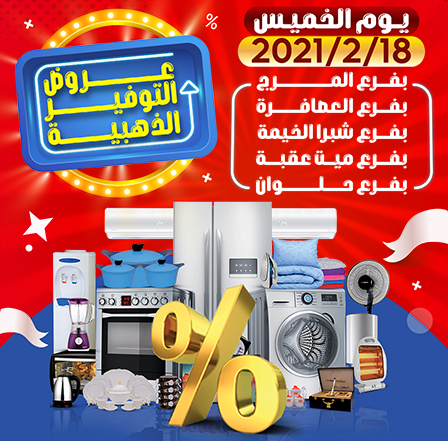 يوم الخميس
2021/2/18
بفرع المرج
بفرع العصافرة
بفرع شبرا الخيمة
بفرع ميت عقبة
بفرع حلوان
عروض
التوفير
الذهبية
%